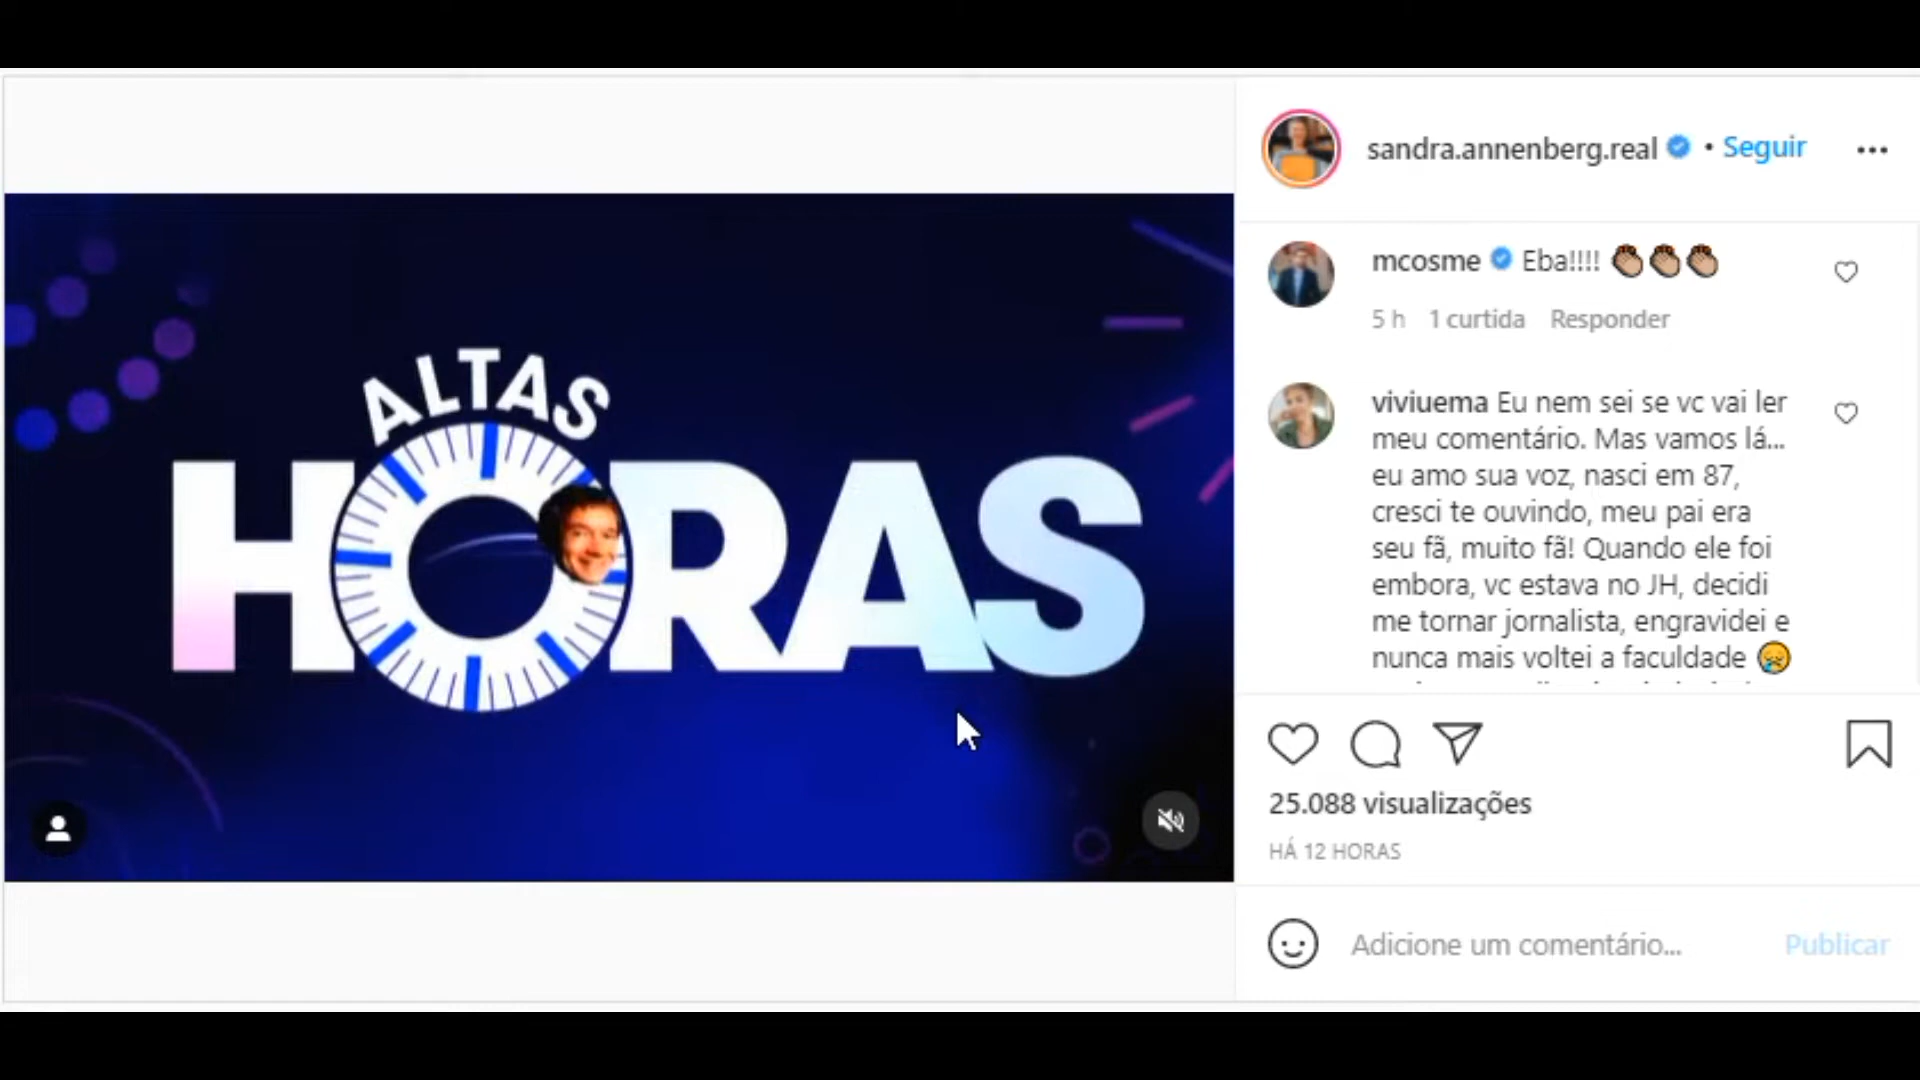 ALTAS
HORAS
sandra.annenberg.real • Seguir
mcosme Eba!!!! 👏🏽👏🏽👏🏽
5 h 1 curtida Responder
viviuema Eu nem sei se vc vai ler
meu comentário. Mas vamos lá...
eu amo sua voz, nasci em 87,
cresci te ouvindo, meu pai era
seu fã, muito fã! Quando ele foi
embora, vc estava no JH, decidi
me tornar jornalista, engravidei e
nunca mais voltei a faculdade 😢
25.088 visualizações
HÁ 12 HORAS
Adicione um comentário... Publicar